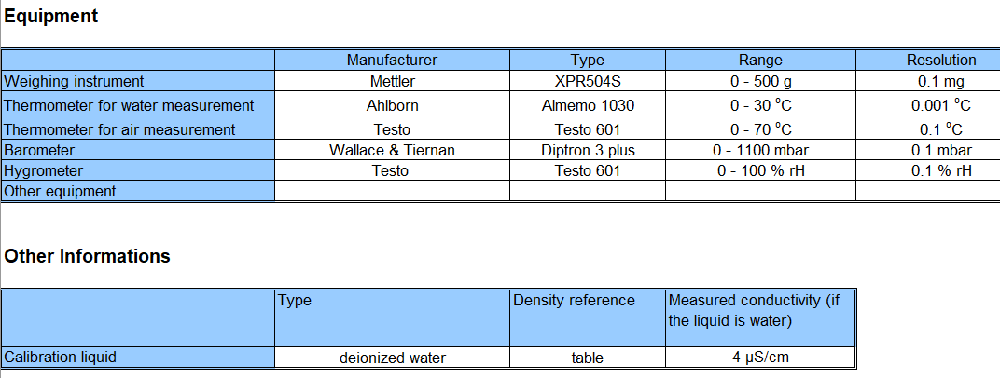 Equipment
Manufacturer Type Range Resolution
Weighing instrument Mettler XPR504S 0 - 500 g 0.1 mg
Thermometer for water measurement Ahlborn Almemo 1030 0 - 30 °C 0.001 °C
Thermometer for air measurement Testo Testo 601 0 - 70 °C 0.1 °C
Barometer Wallace & Tiernan Diptron 3 plus 0 - 1100 mbar 0.1 mbar
Hygrometer Testo Testo 601 0 - 100 % rH 0.1 % rH
Other equipment
Other Informations
Type Density reference Measured conductivity (if
the liquid is water)
Calibration liquid deionized water table 4 µS/cm